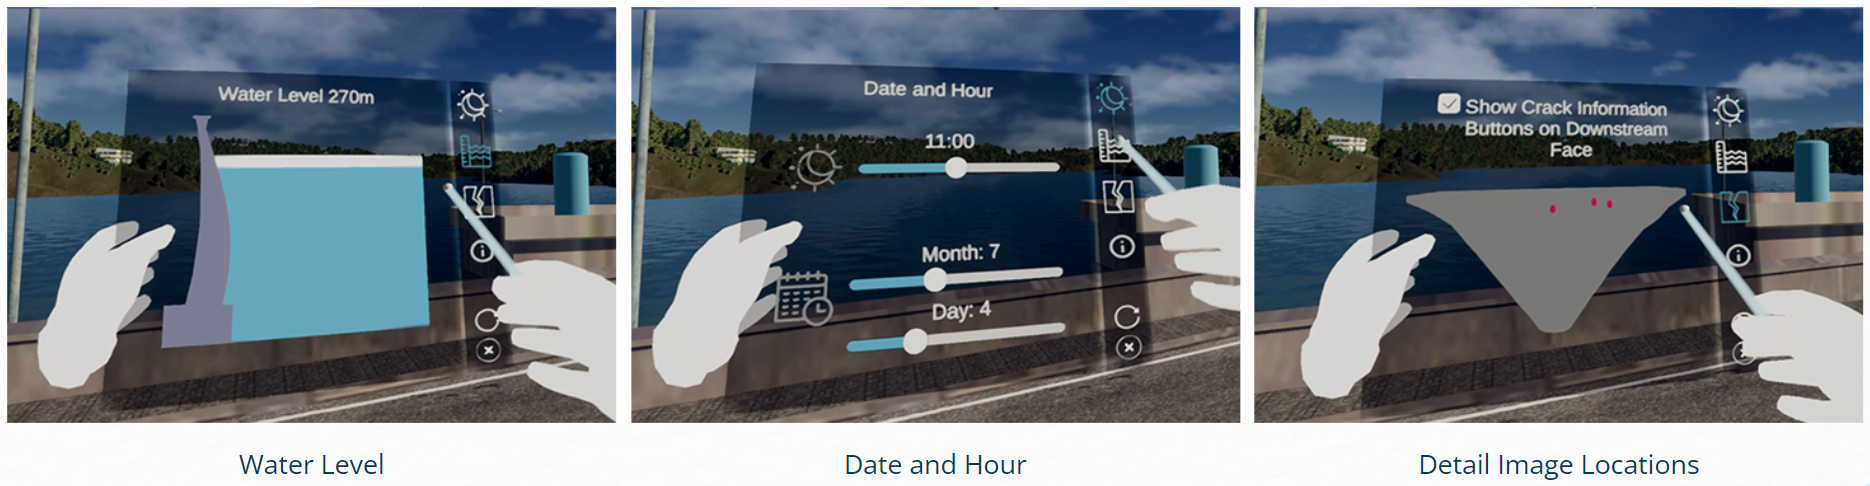 Water Level 270m
Date and Hour
11:00
Month: 7
Day: 4
Show Crack Information
Buttons on Downstream
Face
Water Level
Date and Hour
Detail Image Locations